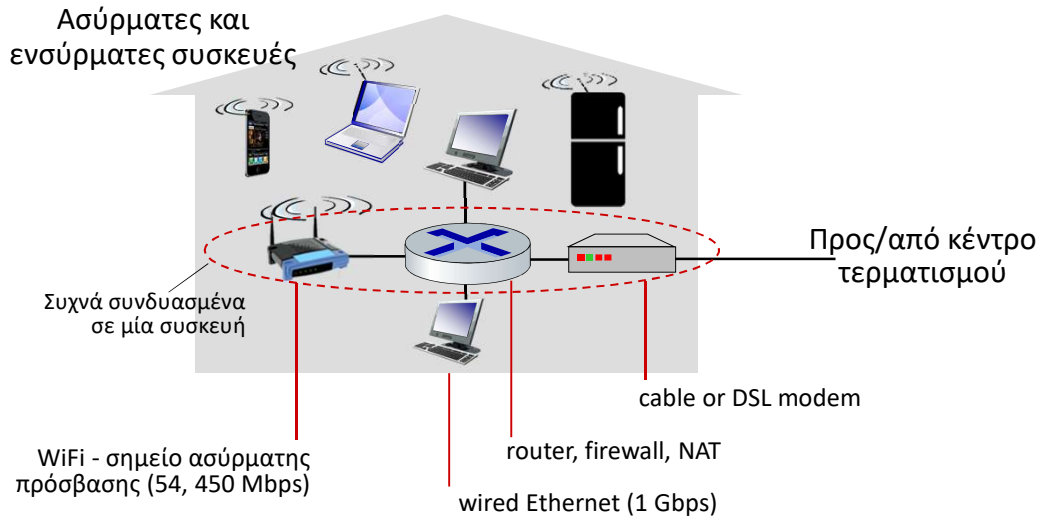 Ασύρματες και
ενσύρματες συσκευές
Προς/από κέντρο
τερματισμού
Συχνά συνδυασμένα
σε μία συσκευή
cable or DSL modem
router, firewall, NAT
WiFi - σημείο ασύρματης
πρόσβασης (54, 450 Mbps)
wired Ethernet (1 Gbps)